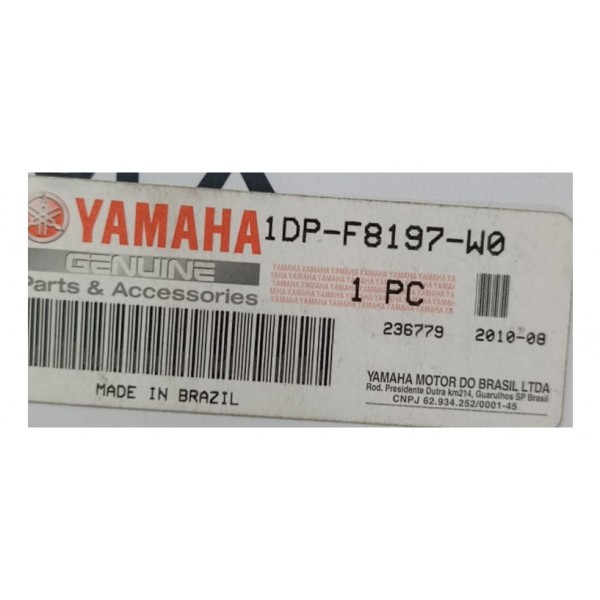 YAMAHA 1DP-F8197-W0
GENUINE
Parts & Accessories
1 PC
236779 2010-08
MADE IN BRAZIL
YAMAHA MOTOR DO BRASIL LTDA
Rod. Presidente Dutra km214, Guarulhos SP Brasil
CNPJ 62.934.252/0001-45